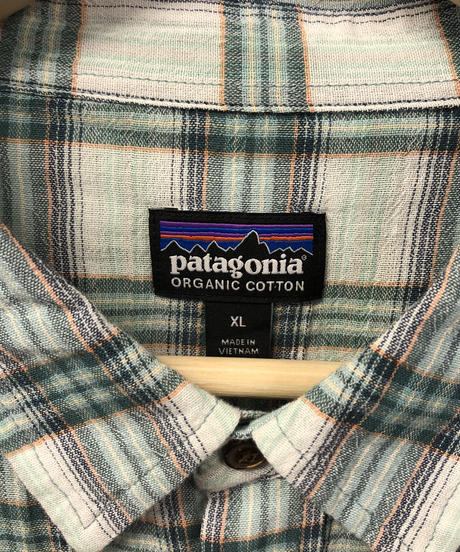 patagonia®
ORGANIC COTTON
XL
MADE IN
VIETNAM